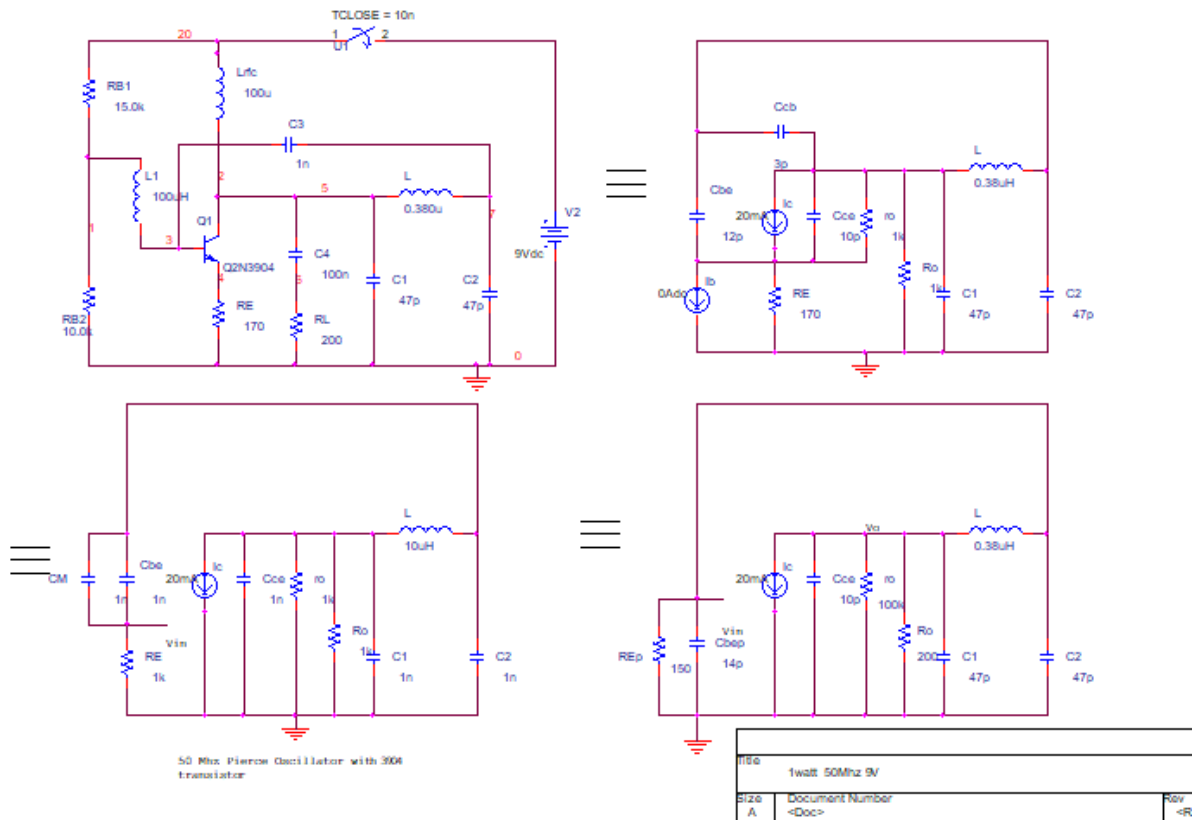 TCLOSE = 10n
20
1
2
U1
RB1
15.0k
Lrfc
100u
C3
1n
L1
100uH
2
5
L
0.380u
7
V2
9Vdc
1
3
Q1
Q2N3904
4
C4
100n
6
C1
47p
C2
47p
RB2
10.0k
RE
170
RL
200
0
Ccb
3p
L
0.38uH
Cbe
12p
20mA
Ic
Cce
10p
ro
1k
Ib
0Adc
RE
170
Ro
1k
C1
47p
C2
47p
L
10uH
CM
Cbe
1n
1n
20mA
Ic
Cce
1n
ro
1k
Vin
RE
1k
Ro
1k
C1
1n
C2
1n
Vo
L
0.38uH
20mA
Ic
Cce
10p
ro
100k
Vin
REp
150
Cbep
14p
Ro
200
C1
47p
C2
47p
50 Mhz Pierce Oscillator with 3904
transistor
Title
1watt 50Mhz 9V
Size
A
Document Number
<Doc>
Rev
<R